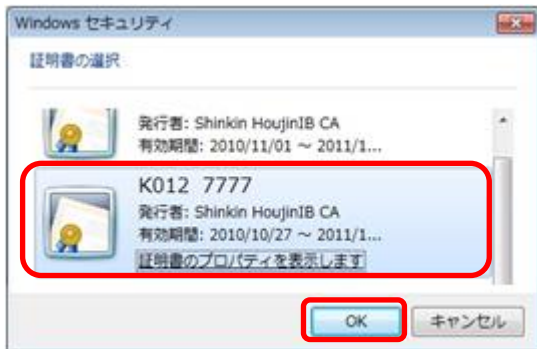 Windows セキュリティ
証明書の選択
発行者: Shinkin HoujinIB CA
有効期間: 2010/11/01 ～ 2011/1...
K012 7777
発行者: Shinkin HoujinIB CA
有効期間: 2010/10/27 ～ 2011/1...
証明書のプロパティを表示します
OK
キャンセル